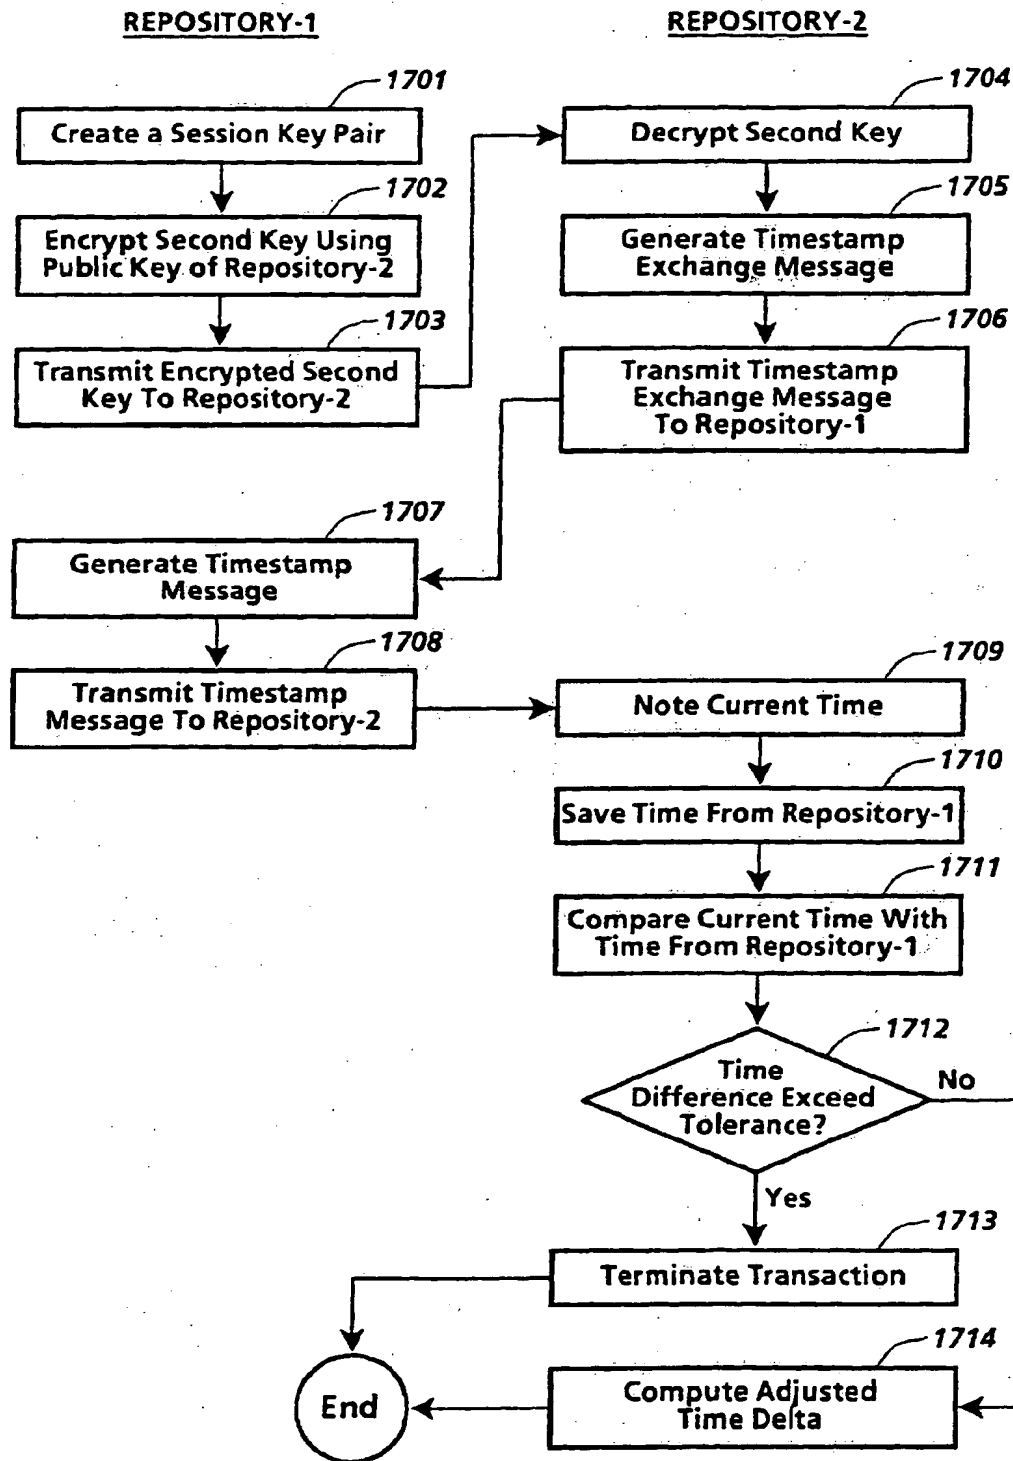 REPOSITORY-1
REPOSITORY-2
1701
Create a Session Key Pair
1702
Encrypt Second Key Using
Public Key of Repository-2
1703
Transmit Encrypted Second
Key To Repository-2
1704
Decrypt Second Key
1705
Generate Timestamp
Exchange Message
1706
Transmit Timestamp
Exchange Message
To Repository-1
1707
Generate Timestamp
Message
1708
Transmit Timestamp
Message To Repository-2
1709
Note Current Time
1710
Save Time From Repository-1
1711
Compare Current Time With
Time From Repository-1
1712
Time
Difference Exceed
Tolerance?
No
Yes
1713
Terminate Transaction
1714
Compute Adjusted
Time Delta
End